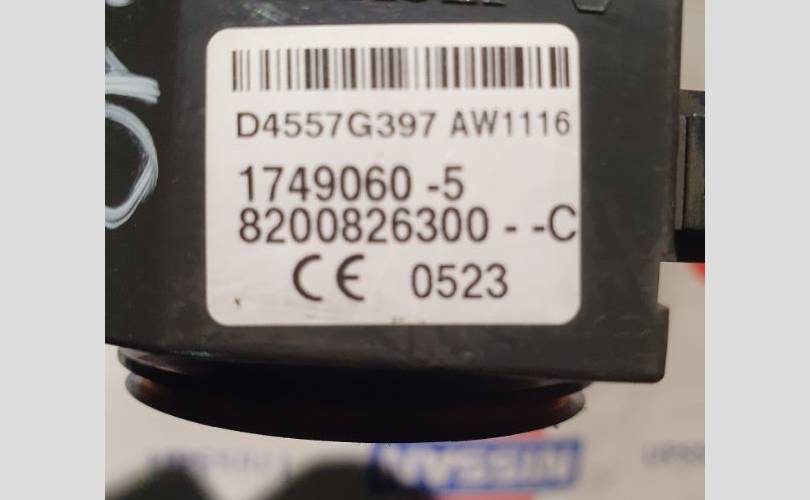 D4557G397 AW1116
1749060 -5
8200826300 - -C
CE 0523
NISSAN